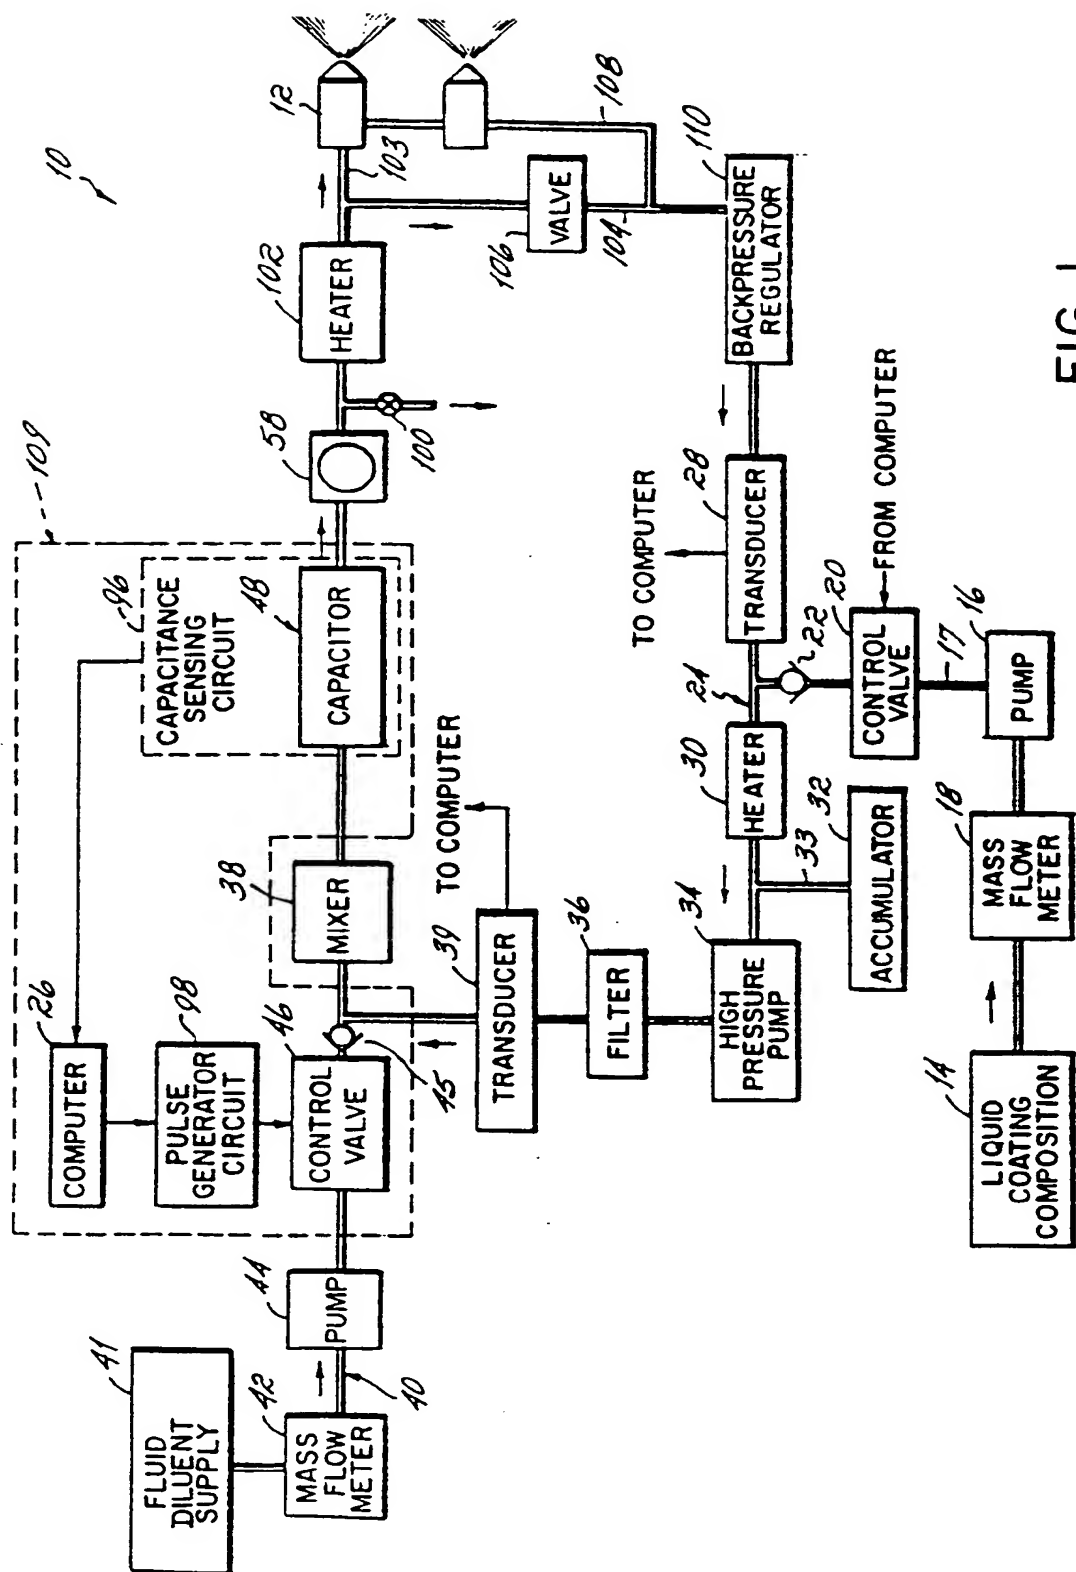 10
41
FLUID
DILUENT
SUPPLY
42
MASS
FLOW
METER
40
44
PUMP
26
COMPUTER
98
PULSE
GENERATOR
CIRCUIT
46
CONTROL
VALVE
45
38
MIXER
96
CAPACITANCE
SENSING
CIRCUIT
48
CAPACITOR
109
58
100
102
HEATER
103
12
106
VALVE
104
108
110
BACKPRESSURE
REGULATOR
TO COMPUTER
28
TRANSDUCER
24
22
30
HEATER
33
32
ACCUMULATOR
34
HIGH
PRESSURE
PUMP
36
FILTER
39
TRANSDUCER
TO COMPUTER
FROM COMPUTER
20
CONTROL
VALVE
17
16
PUMP
18
MASS
FLOW
METER
14
LIQUID
COATING
COMPOSITION
FIG. 1